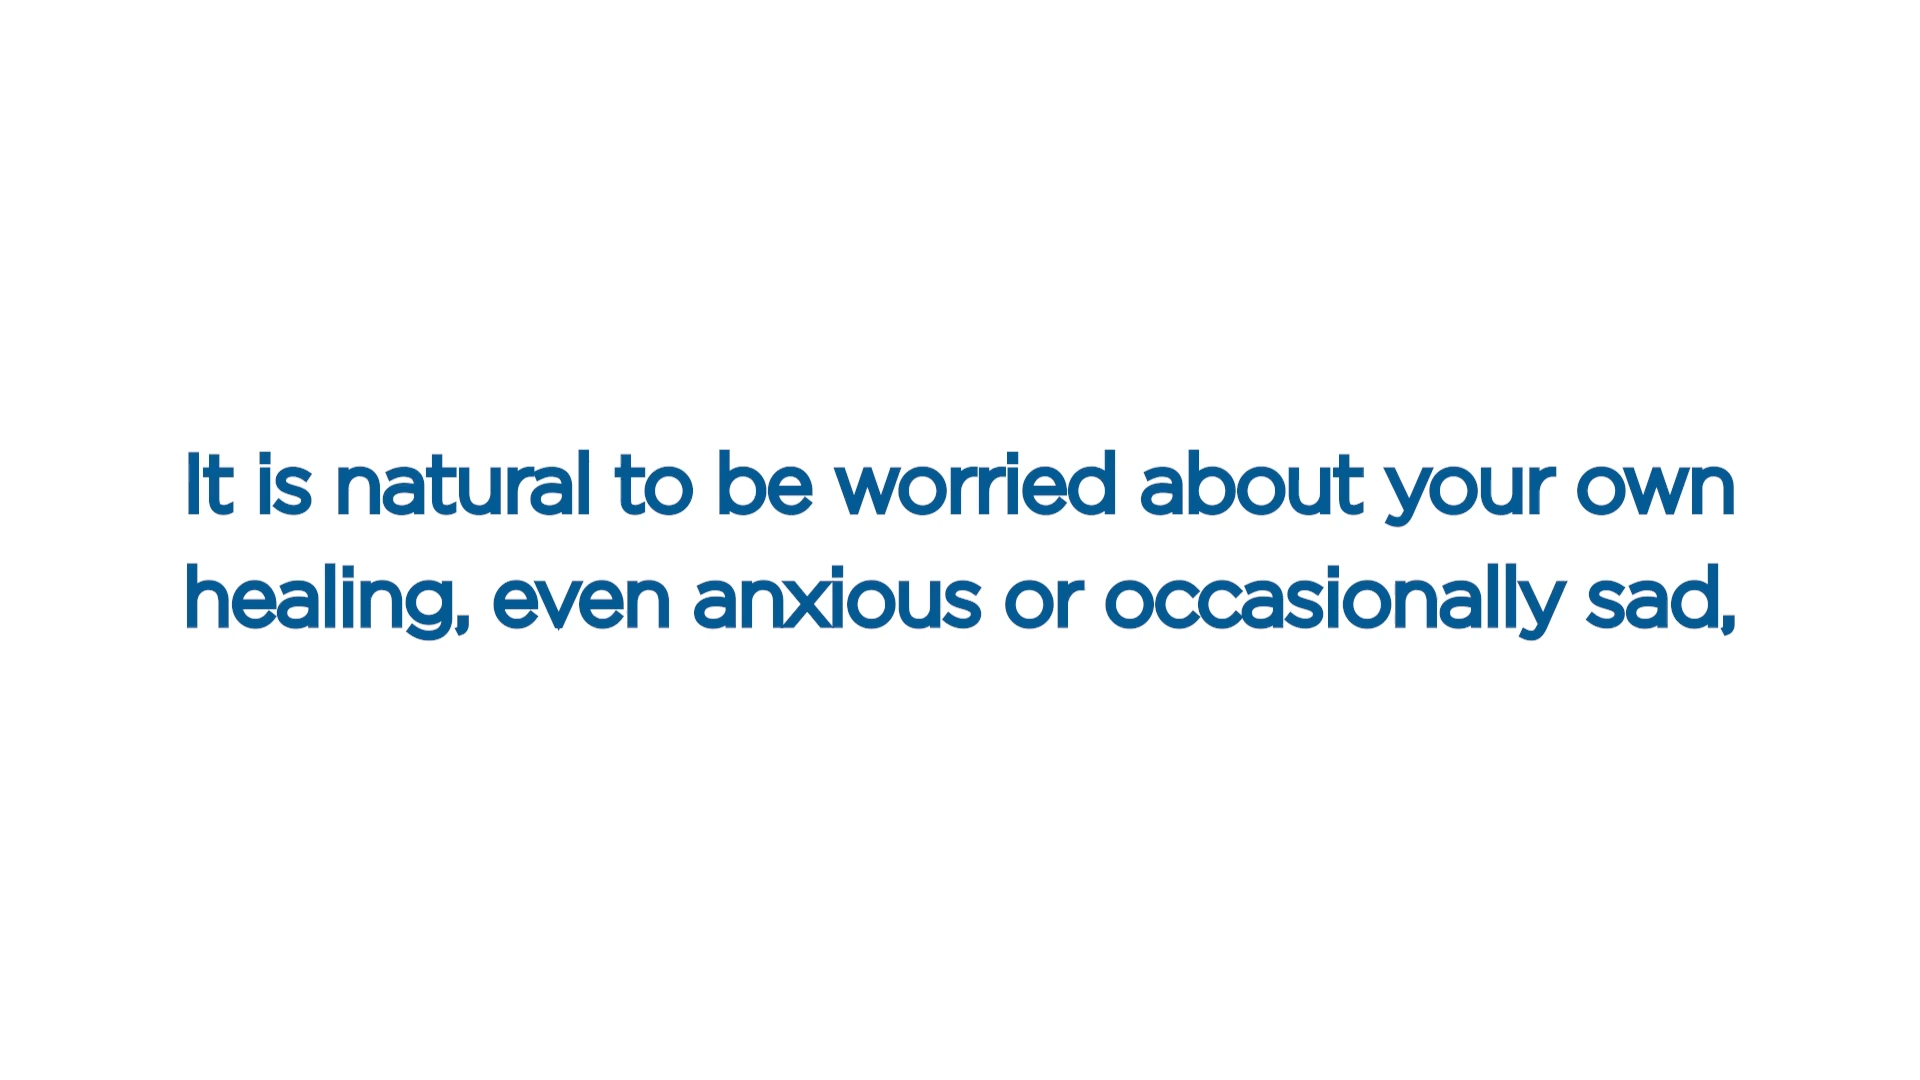 It is natural to be worried about your own
healing, even anxious or occasionally sad,